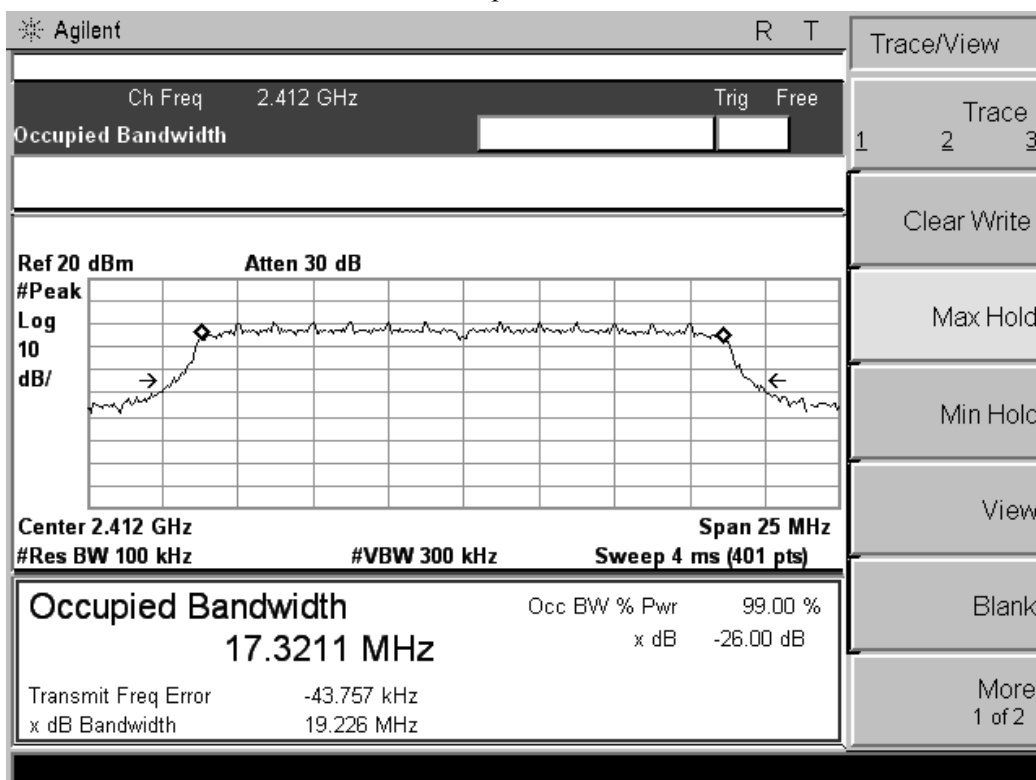 Agilent R T
Trace/View
Ch Freq 2.412 GHz Trig Free
Occupied Bandwidth
Trace
1 2 3
Clear Write
Ref 20 dBm Atten 30 dB
#Peak
Log
10
dB/
Max Hold
Min Hold
Center 2.412 GHz Span 25 MHz
#Res BW 100 kHz #VBW 300 kHz Sweep 4 ms (401 pts)
View
Occupied Bandwidth
17.3211 MHz
Occ BW % Pwr 99.00 %
x dB -26.00 dB
Transmit Freq Error -43.757 kHz
x dB Bandwidth 19.226 MHz
Blank
More
1 of 2